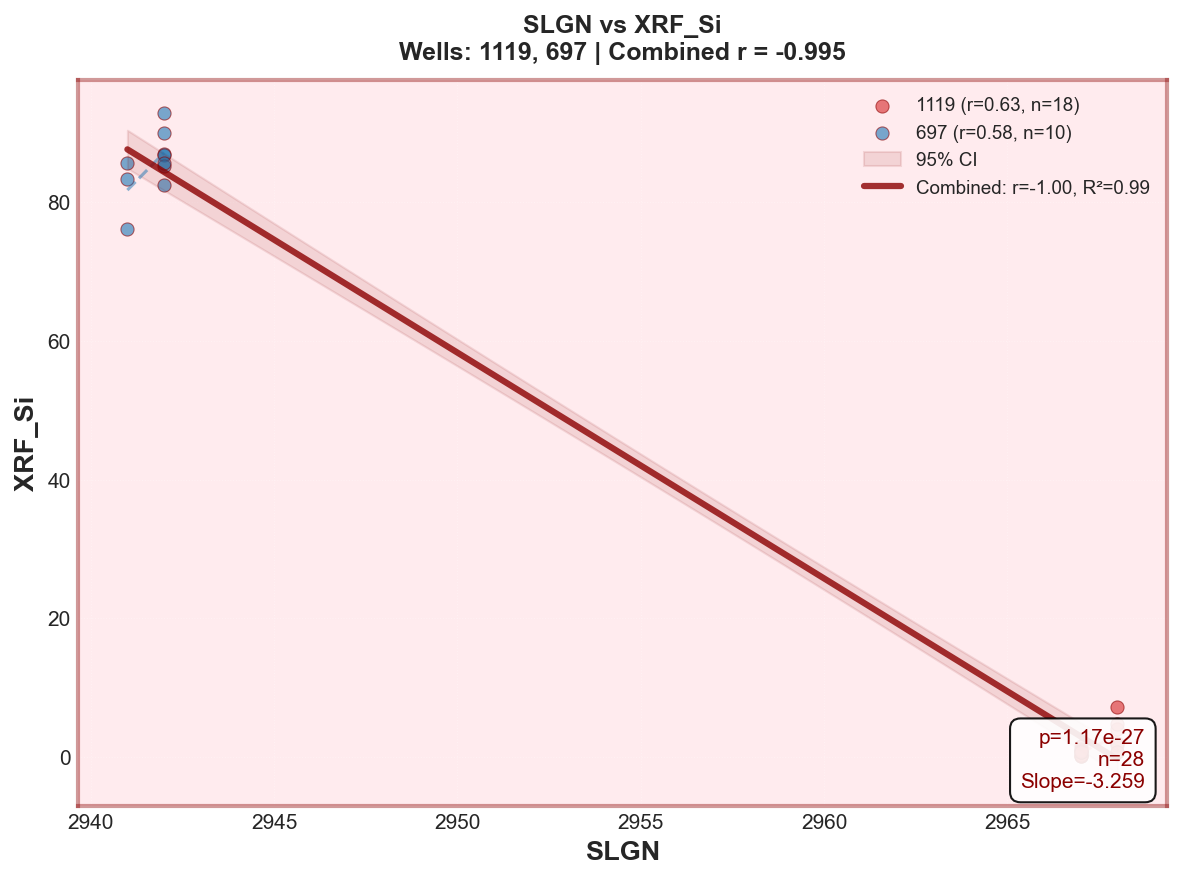 SLGN vs XRF_Si
Wells: 1119, 697 | Combined r = -0.995
1119 (r=0.63, n=18)
697 (r=0.58, n=10)
95% CI
Combined: r=-1.00, R²=0.99
XRF_Si
80
60
40
20
0
p=1.17e-27
n=28
Slope=-3.259
2940 2945 2950 2955 2960 2965
SLGN